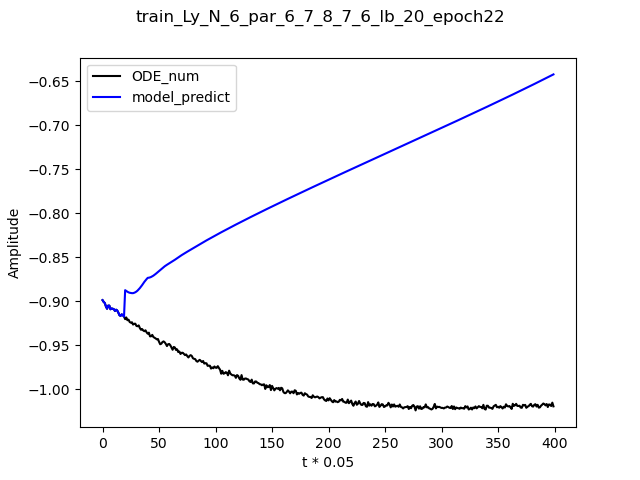 train_Ly_N_6_par_6_7_8_7_6_lb_20_epoch22
ODE_num
model_predict
−0.65
−0.70
−0.75
−0.80
−0.85
−0.90
−0.95
−1.00
Amplitude
0 50 100 150 200 250 300 350 400
t * 0.05